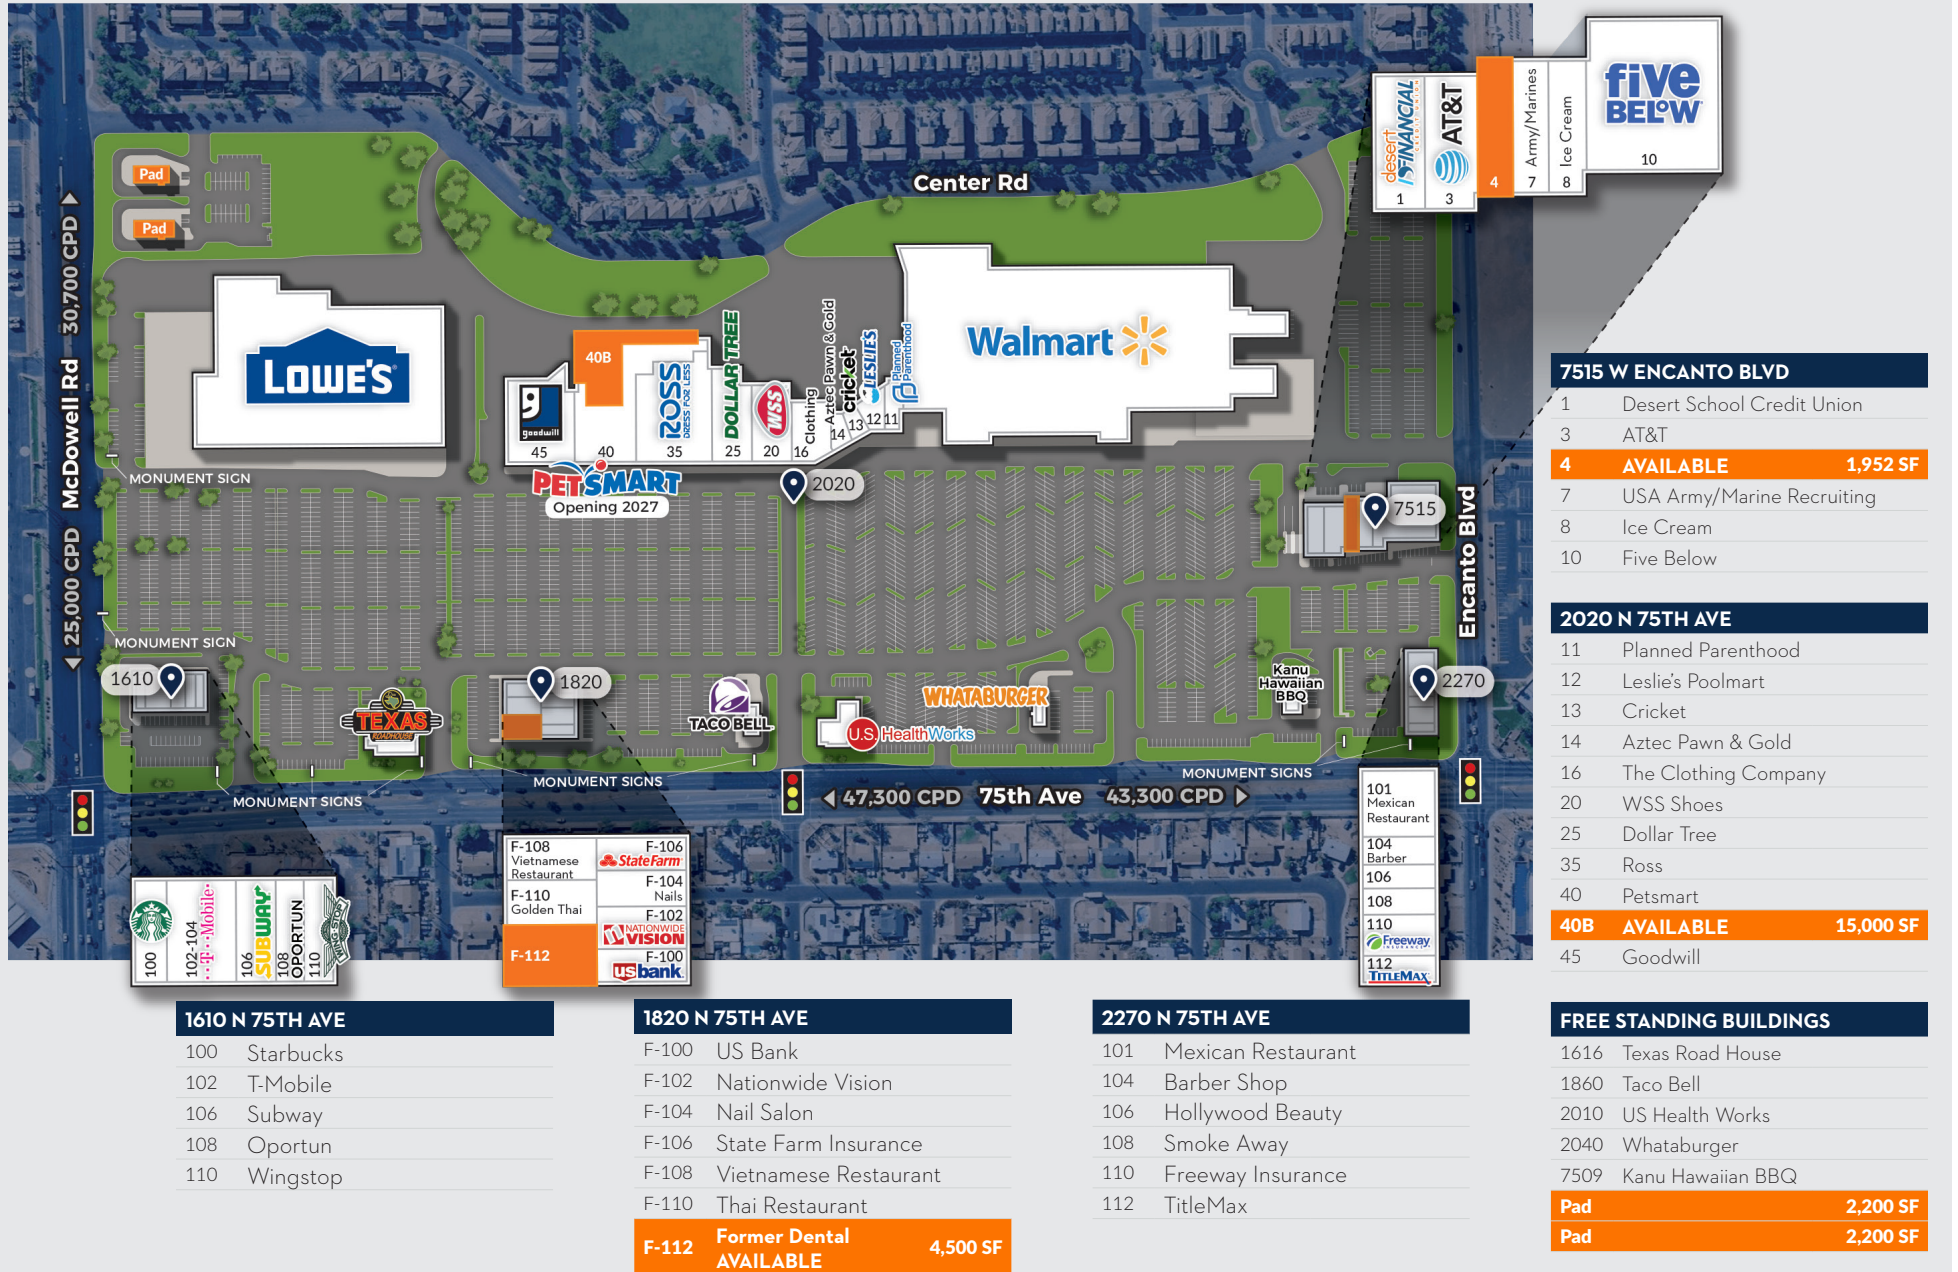 Center Rd
30,700 CPD
McDowell Rd
25,000 CPD
Pad
Pad
LOWE'S
MONUMENT SIGN
MONUMENT SIGN
goodwill
45
40B
40
PETSMART
Opening 2027
ROSS
DRESS FOR LESS
35
DOLLAR TREE
25
WSS
20
Clothing
16
Aztec Pawn & Gold
14
cricket
13
LESLIE'S
12
Planned
Parenthood
11
Walmart
2020
desert
FINANCIAL
CREDIT UNION
1
AT&T
3
4
Army/Marines
7
Ice Cream
8
five
BELOW
10
7515
Encanto Blvd
1610
TEXAS
ROADHOUSE
1820
TACO BELL
U.S. HealthWorks
WHATABURGER
Kanu
Hawaiian
BBQ
2270
MONUMENT SIGNS
MONUMENT SIGNS
MONUMENT SIGNS
47,300 CPD 75th Ave 43,300 CPD
100
102-104
T-Mobile
106
SUBWAY
108
OPORTUN
110
WINGSTOP
F-108
Vietnamese
Restaurant
F-110
Golden Thai
F-112
F-106
State Farm
F-104
Nails
F-102
NATIONWIDE
VISION
F-100
usbank
101
Mexican
Restaurant
104
Barber
106
108
110
Freeway
INSURANCE
112
TITLEMAX
7515 W ENCANTO BLVD
1 Desert School Credit Union
3 AT&T
4 AVAILABLE 1,952 SF
7 USA Army/Marine Recruiting
8 Ice Cream
10 Five Below
2020 N 75TH AVE
11 Planned Parenthood
12 Leslie's Poolmart
13 Cricket
14 Aztec Pawn & Gold
16 The Clothing Company
20 WSS Shoes
25 Dollar Tree
35 Ross
40 Petsmart
40B AVAILABLE 15,000 SF
45 Goodwill
1610 N 75TH AVE
100 Starbucks
102 T-Mobile
106 Subway
108 Oportun
110 Wingstop
1820 N 75TH AVE
F-100 US Bank
F-102 Nationwide Vision
F-104 Nail Salon
F-106 State Farm Insurance
F-108 Vietnamese Restaurant
F-110 Thai Restaurant
F-112 Former Dental
AVAILABLE 4,500 SF
2270 N 75TH AVE
101 Mexican Restaurant
104 Barber Shop
106 Hollywood Beauty
108 Smoke Away
110 Freeway Insurance
112 TitleMax
FREE STANDING BUILDINGS
1616 Texas Road House
1860 Taco Bell
2010 US Health Works
2040 Whataburger
7509 Kanu Hawaiian BBQ
Pad 2,200 SF
Pad 2,200 SF